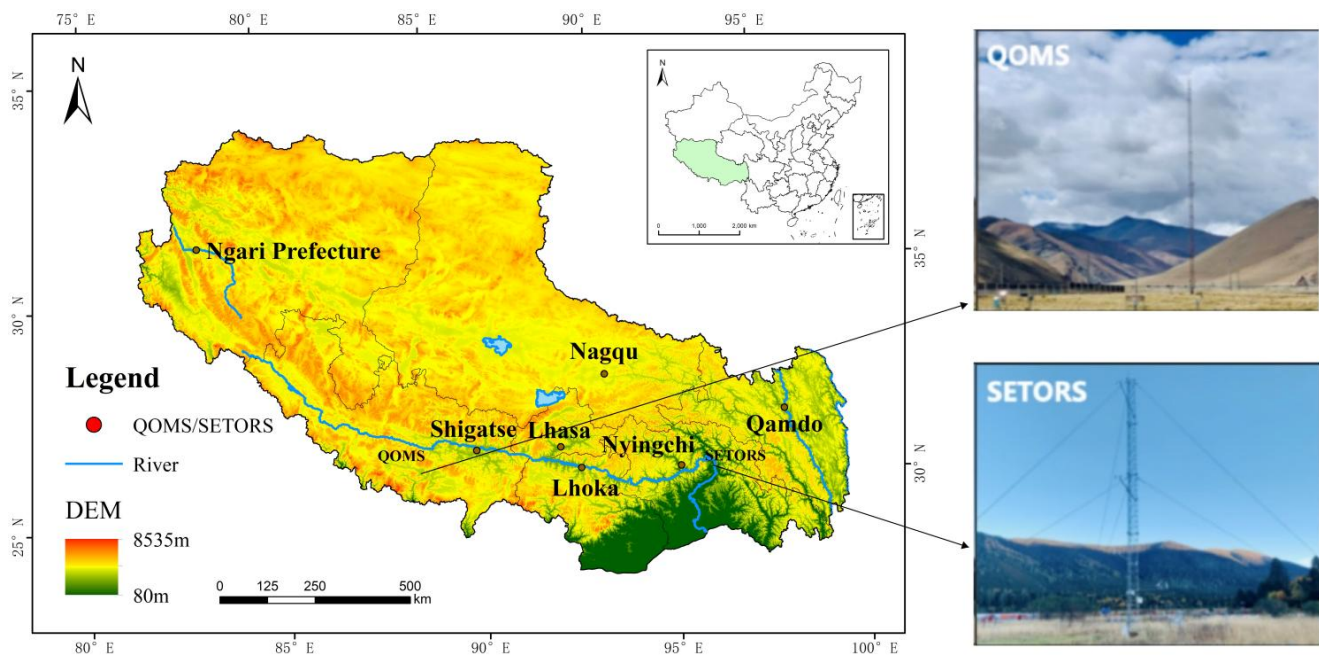 75° E 80° E 85° E 90° E 95° E
35° N
30° N
25° N
N
Ngari Prefecture
Nagqu
Shigatse
Lhasa
Nyingchi
Qamdo
QOMS
SETORS
Lhoka
Legend
QOMS/SETORS
River
DEM
8535m
80m
0 125 250 500
km
N
0 1,000 2,000 km
35° N
30° N
80° E 85° E 90° E 95° E 100° E
QOMS
SETORS